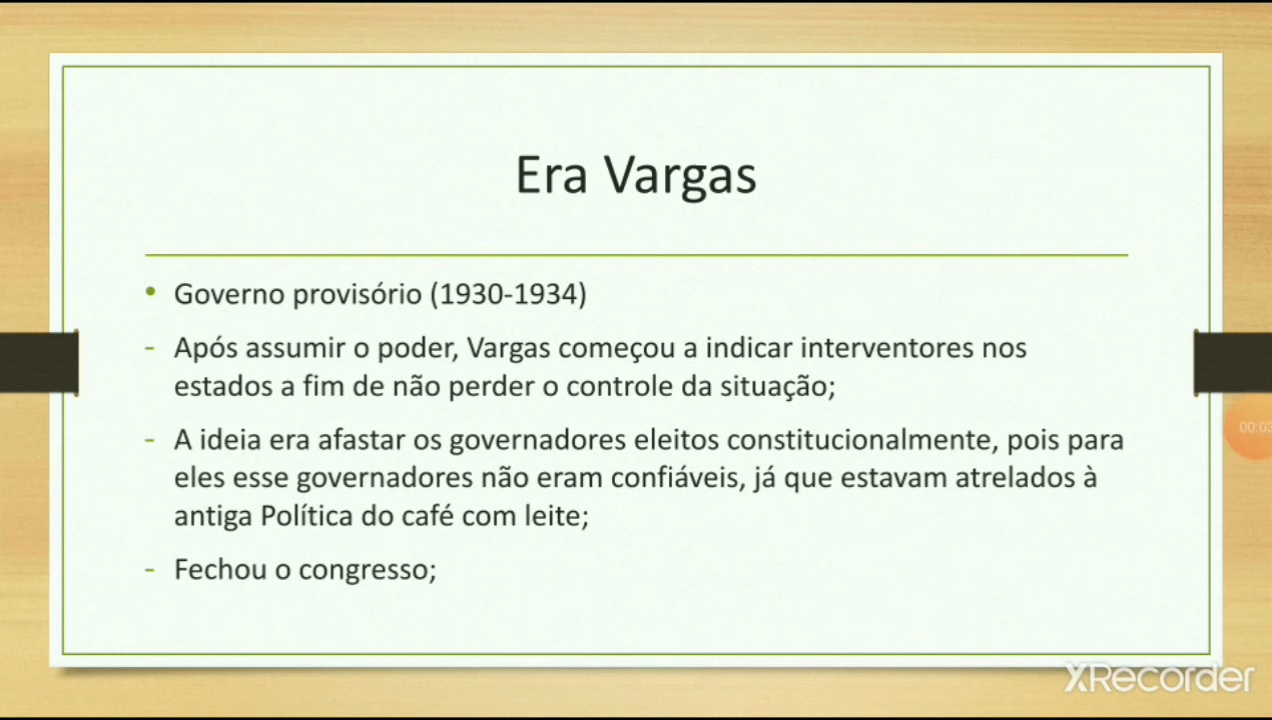 Era Vargas
• Governo provisório (1930-1934)
- Após assumir o poder, Vargas começou a indicar interventores nos
estados a fim de não perder o controle da situação;
- A ideia era afastar os governadores eleitos constitucionalmente, pois para
eles esse governadores não eram confiáveis, já que estavam atrelados à
antiga Política do café com leite;
- Fechou o congresso;
00:03
XRecorder